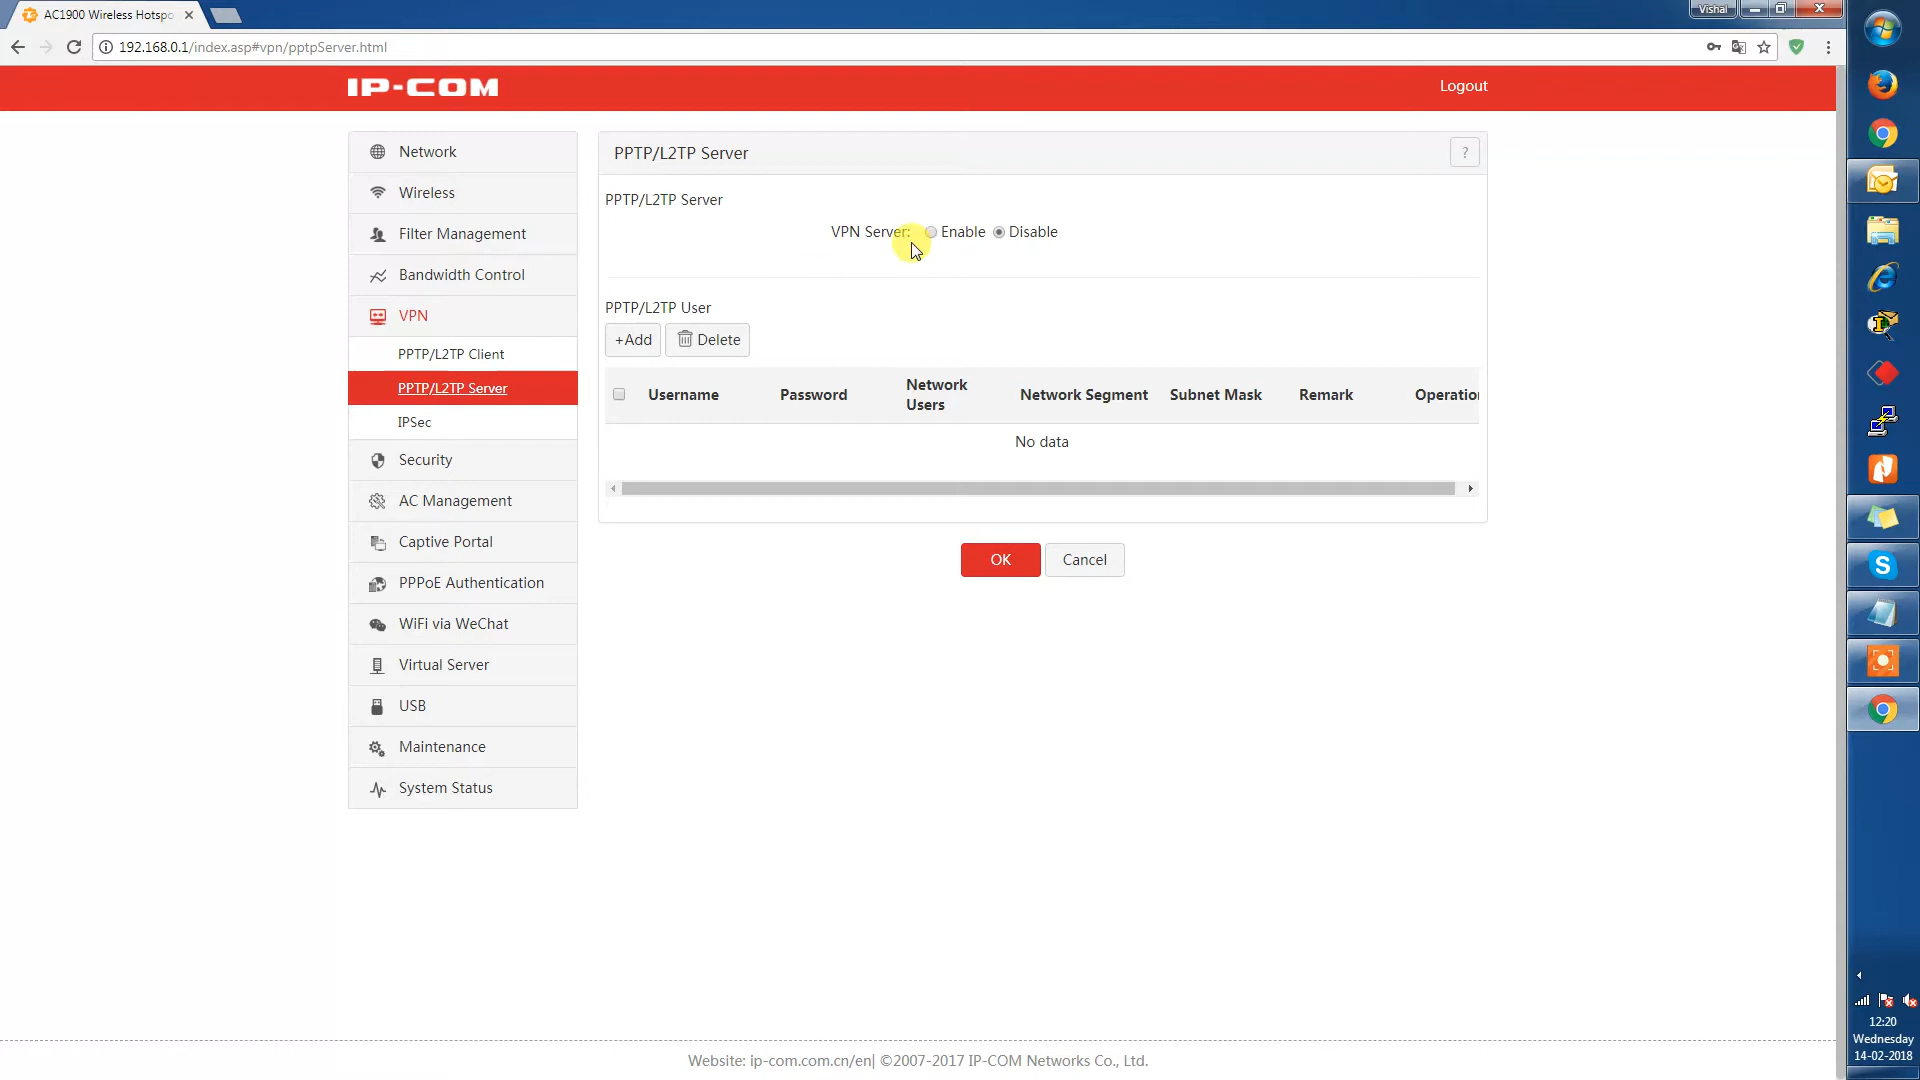 AC1900 Wireless Hotspo
Vishal
192.168.0.1/index.asp#vpn/pptpServer.html
IP-COM
Logout
Network
Wireless
Filter Management
Bandwidth Control
VPN
PPTP/L2TP Client
PPTP/L2TP Server
IPSec
Security
AC Management
Captive Portal
PPPoE Authentication
WiFi via WeChat
Virtual Server
USB
Maintenance
System Status
PPTP/L2TP Server
?
PPTP/L2TP Server
VPN Server: Enable Disable
PPTP/L2TP User
+Add Delete
Username Password Network Users Network Segment Subnet Mask Remark Operation
No data
OK Cancel
Website: ip-com.com.cn/en| ©2007-2017 IP-COM Networks Co., Ltd.
12:20
Wednesday
14-02-2018